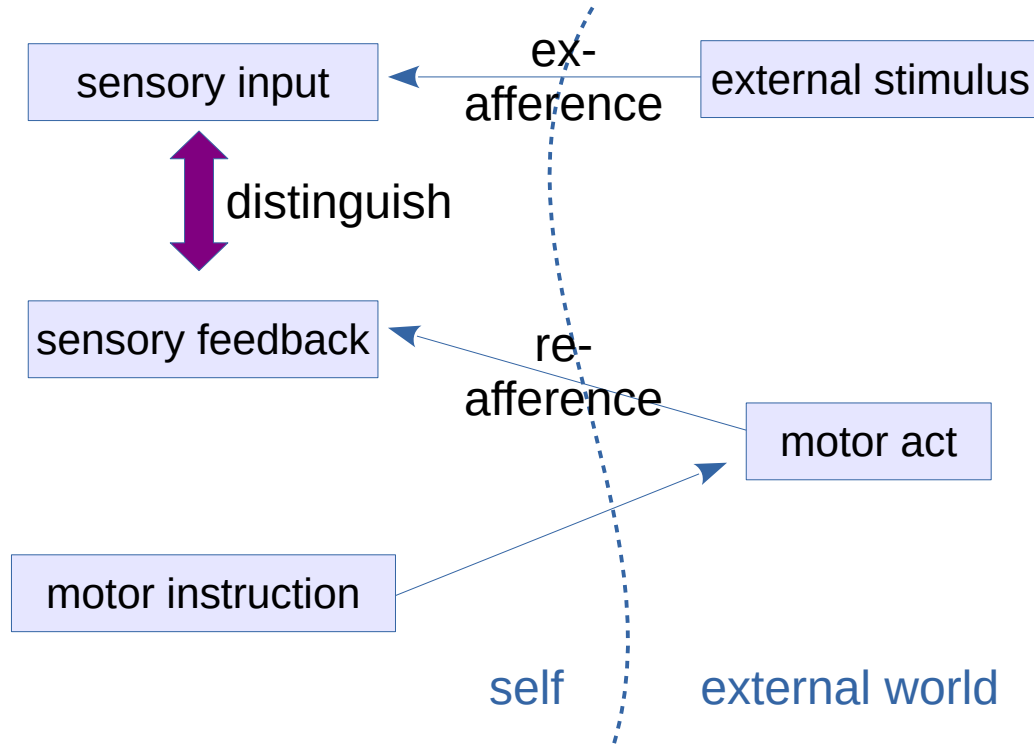 sensory input
ex-
afference
external stimulus
distinguish
sensory feedback
re-
afference
motor act
motor instruction
self
external world